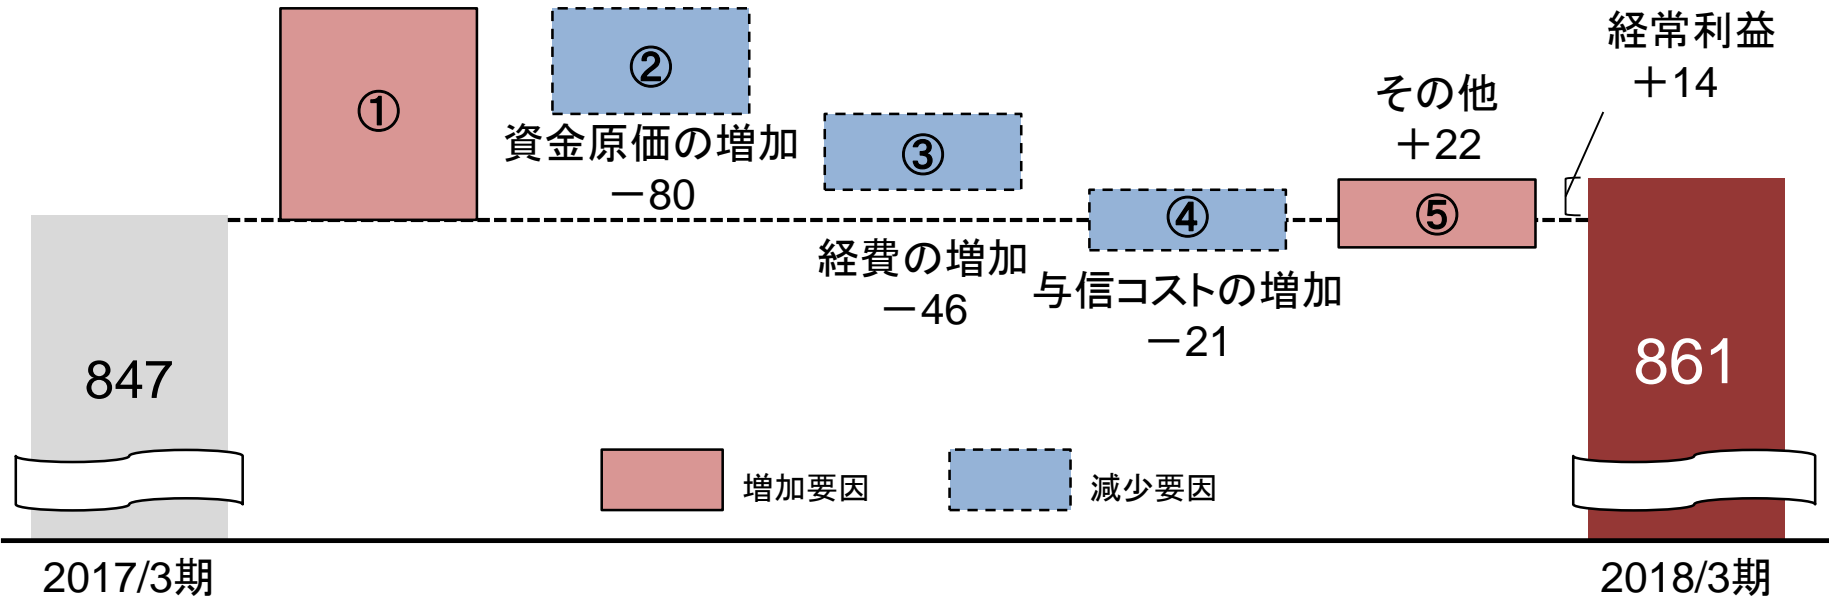 ①
②
資金原価の増加
－80
③
経費の増加
－46
④
与信コストの増加
－21
その他
＋22
⑤
経常利益
＋14
847
861
増加要因
減少要因
2017/3期
2018/3期